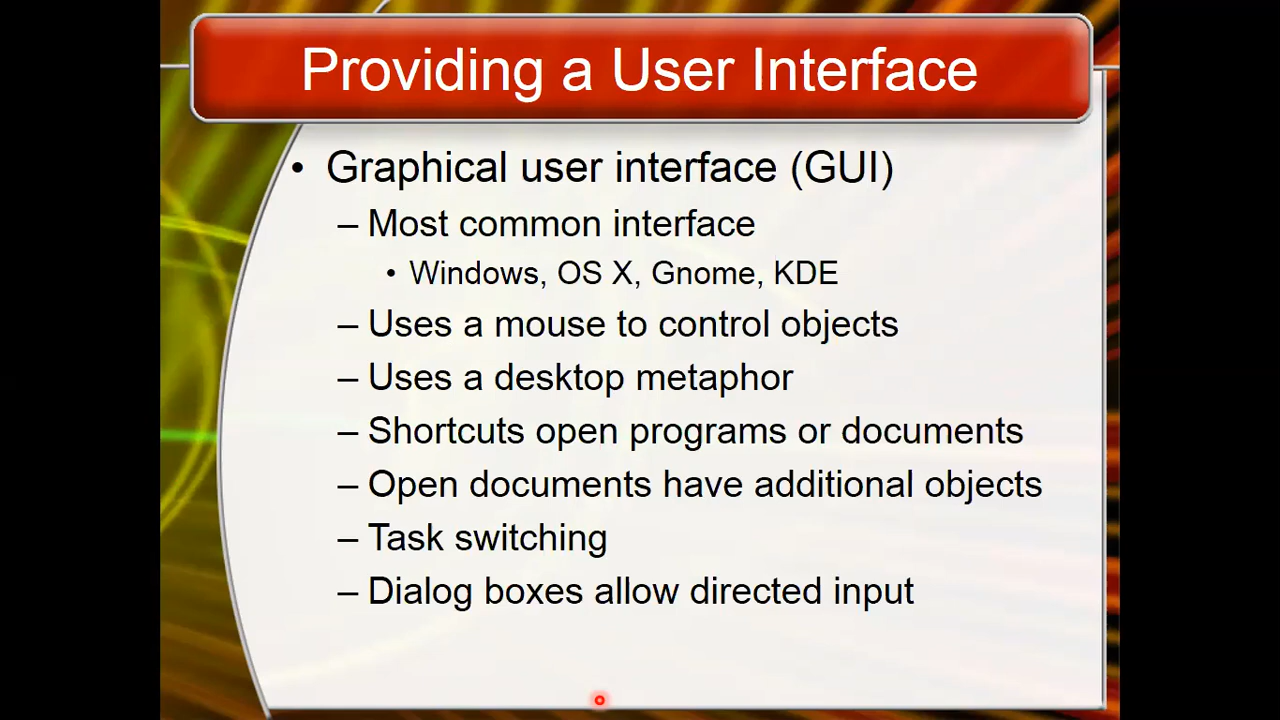 Providing a User Interface
• Graphical user interface (GUI)
– Most common interface
• Windows, OS X, Gnome, KDE
– Uses a mouse to control objects
– Uses a desktop metaphor
– Shortcuts open programs or documents
– Open documents have additional objects
– Task switching
– Dialog boxes allow directed input